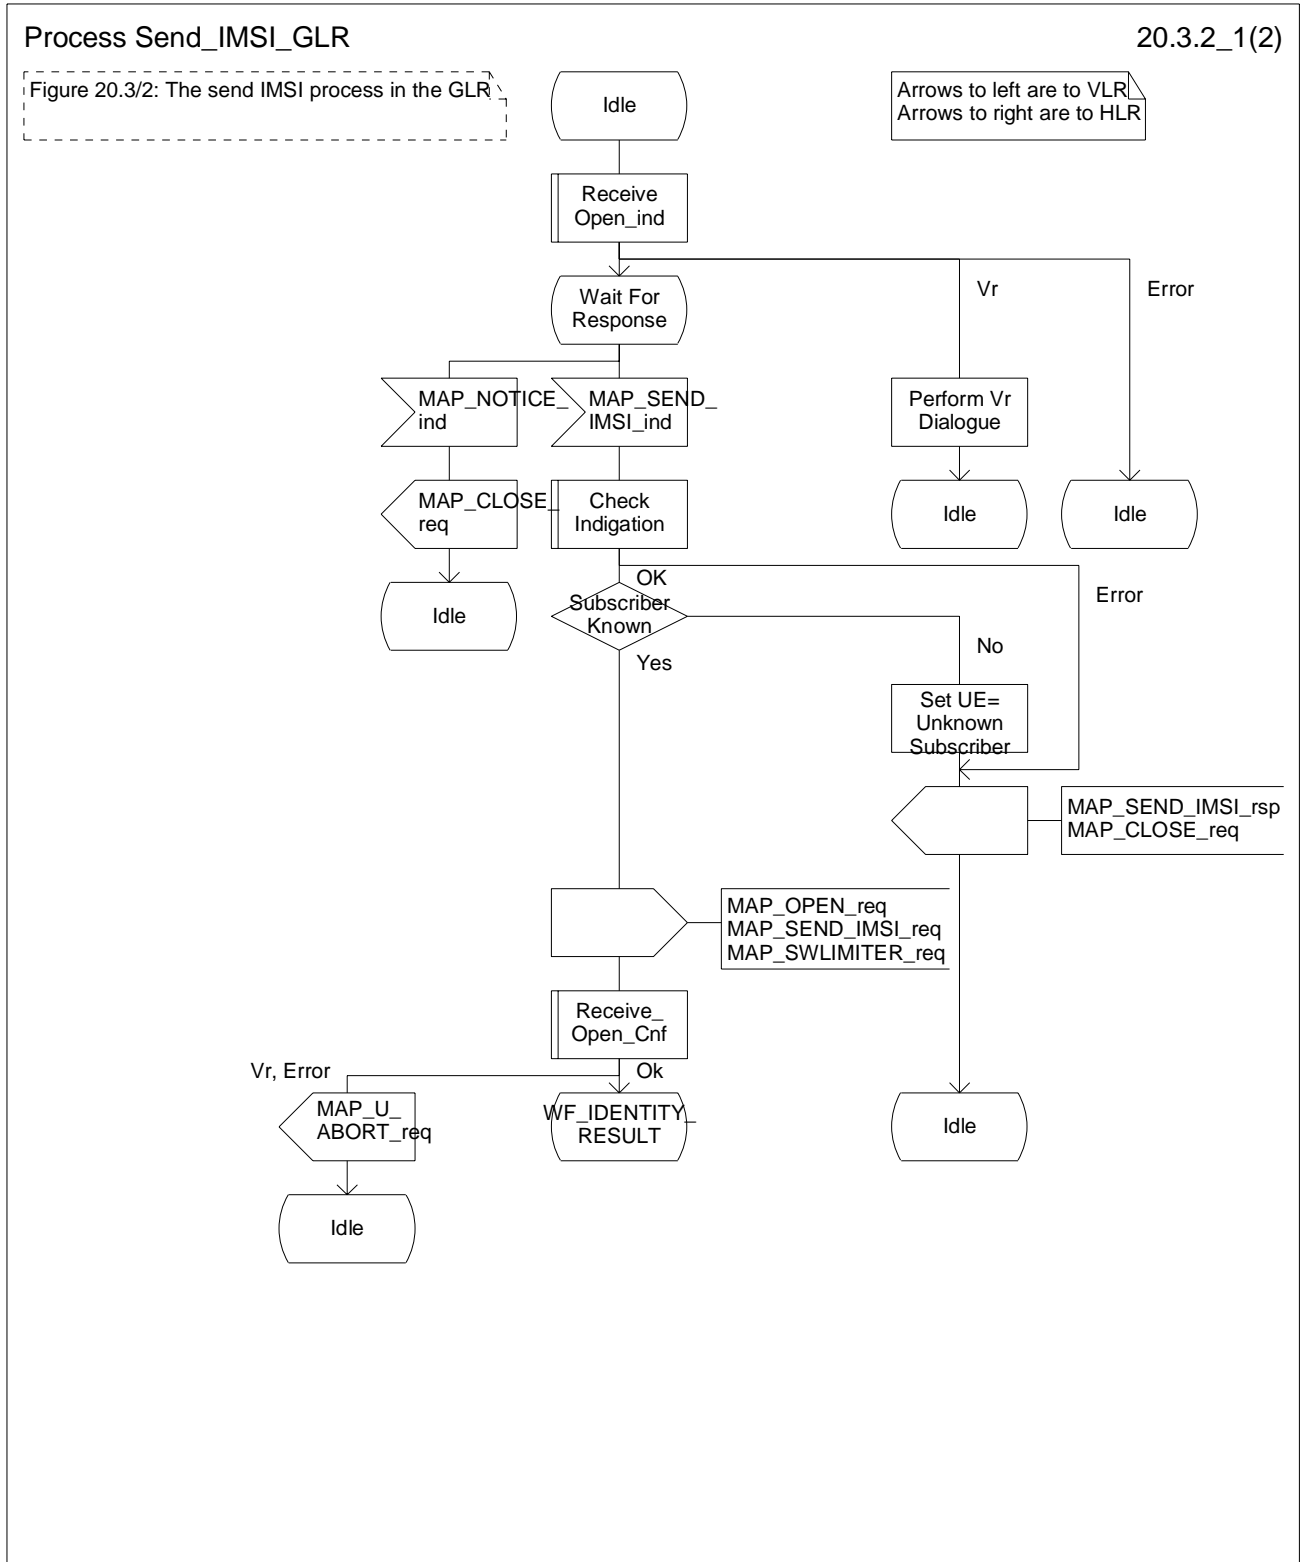 Process Send_IMSI_GLR
20.3.2_1(2)
Figure 20.3/2: The send IMSI process in the GLR
Idle
Arrows to left are to VLR
Arrows to right are to HLR
Receive
Open_ind
Vr
Error
Wait For
Response
MAP_NOTICE_
ind
MAP_SEND_
IMSI_ind
Perform Vr
Dialogue
MAP_CLOSE_
req
Check
Indigation
Idle
Idle
OK
Error
Idle
Subscriber
Known
No
Yes
Set UE=
Unknown
Subscriber
MAP_SEND_IMSI_rsp
MAP_CLOSE_req
MAP_OPEN_req
MAP_SEND_IMSI_req
MAP_SWLIMITER_req
Receive_
Open_Cnf
Vr, Error
Ok
MAP_U_
ABORT_req
WF_IDENTITY_
RESULT
Idle
Idle